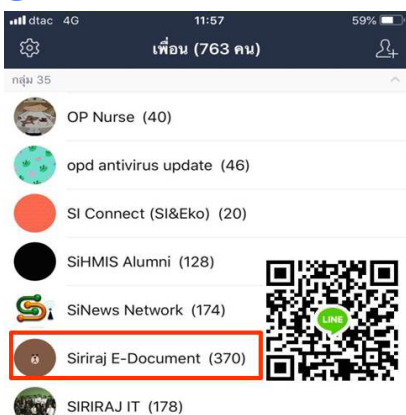 dtac 4G 11:57 59%
เพื่อน (763 คน)
กลุ่ม 35
OP Nurse (40)
opd antivirus update (46)
SI Connect (SI&Eko) (20)
SiHMIS Alumni (128)
SiNews Network (174)
LINE
Siriraj E-Document (370)
SIRIRAJ IT (178)